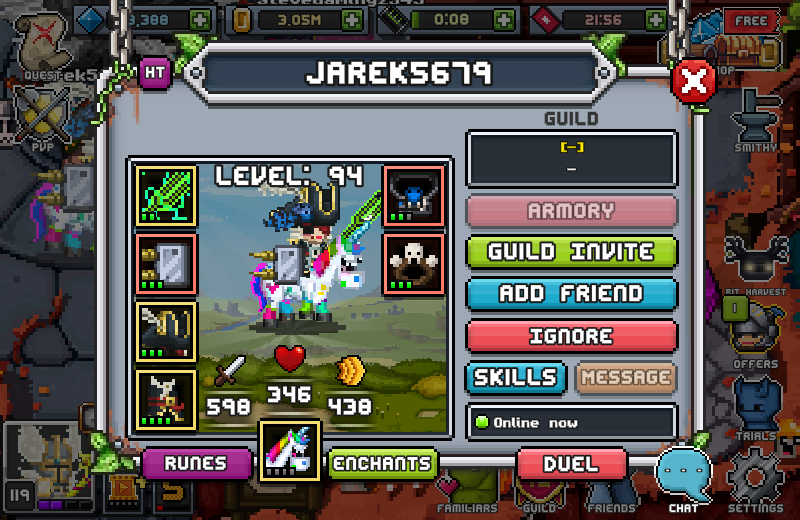 3,388
3.05M
0:08
21:56
FREE
QUEST
HT
JAREK5679
PVP
GUILD
[-]
-
SMITHY
LEVEL: 94
ARMORY
GUILD INVITE
ADD FRIEND
IGNORE
SKILLS
MESSAGE
Online now
598
346
438
OFFERS
TRIALS
RUNES
ENCHANTS
DUEL
119
FAMILIARS
GUILD
FRIENDS
CHAT
SETTINGS